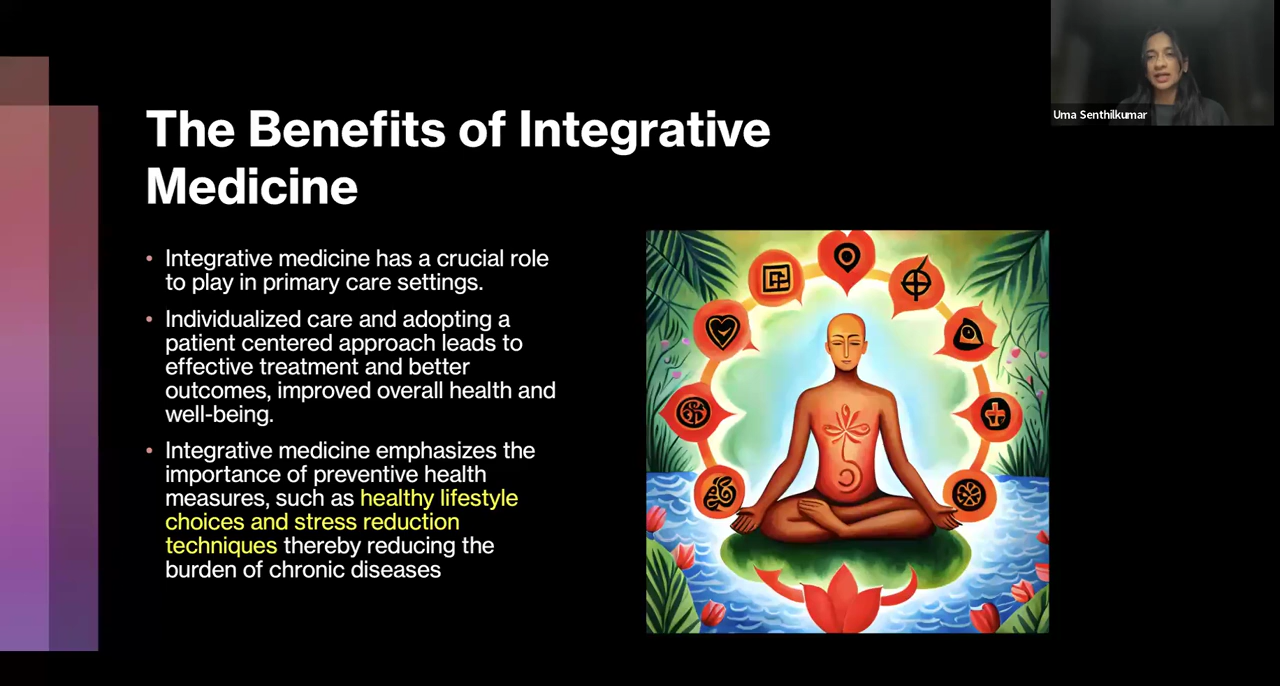 Uma Senthilkumar
The Benefits of Integrative
Medicine
• Integrative medicine has a crucial role
to play in primary care settings.
• Individualized care and adopting a
patient centered approach leads to
effective treatment and better
outcomes, improved overall health and
well-being.
• Integrative medicine emphasizes the
importance of preventive health
measures, such as healthy lifestyle
choices and stress reduction
techniques thereby reducing the
burden of chronic diseases